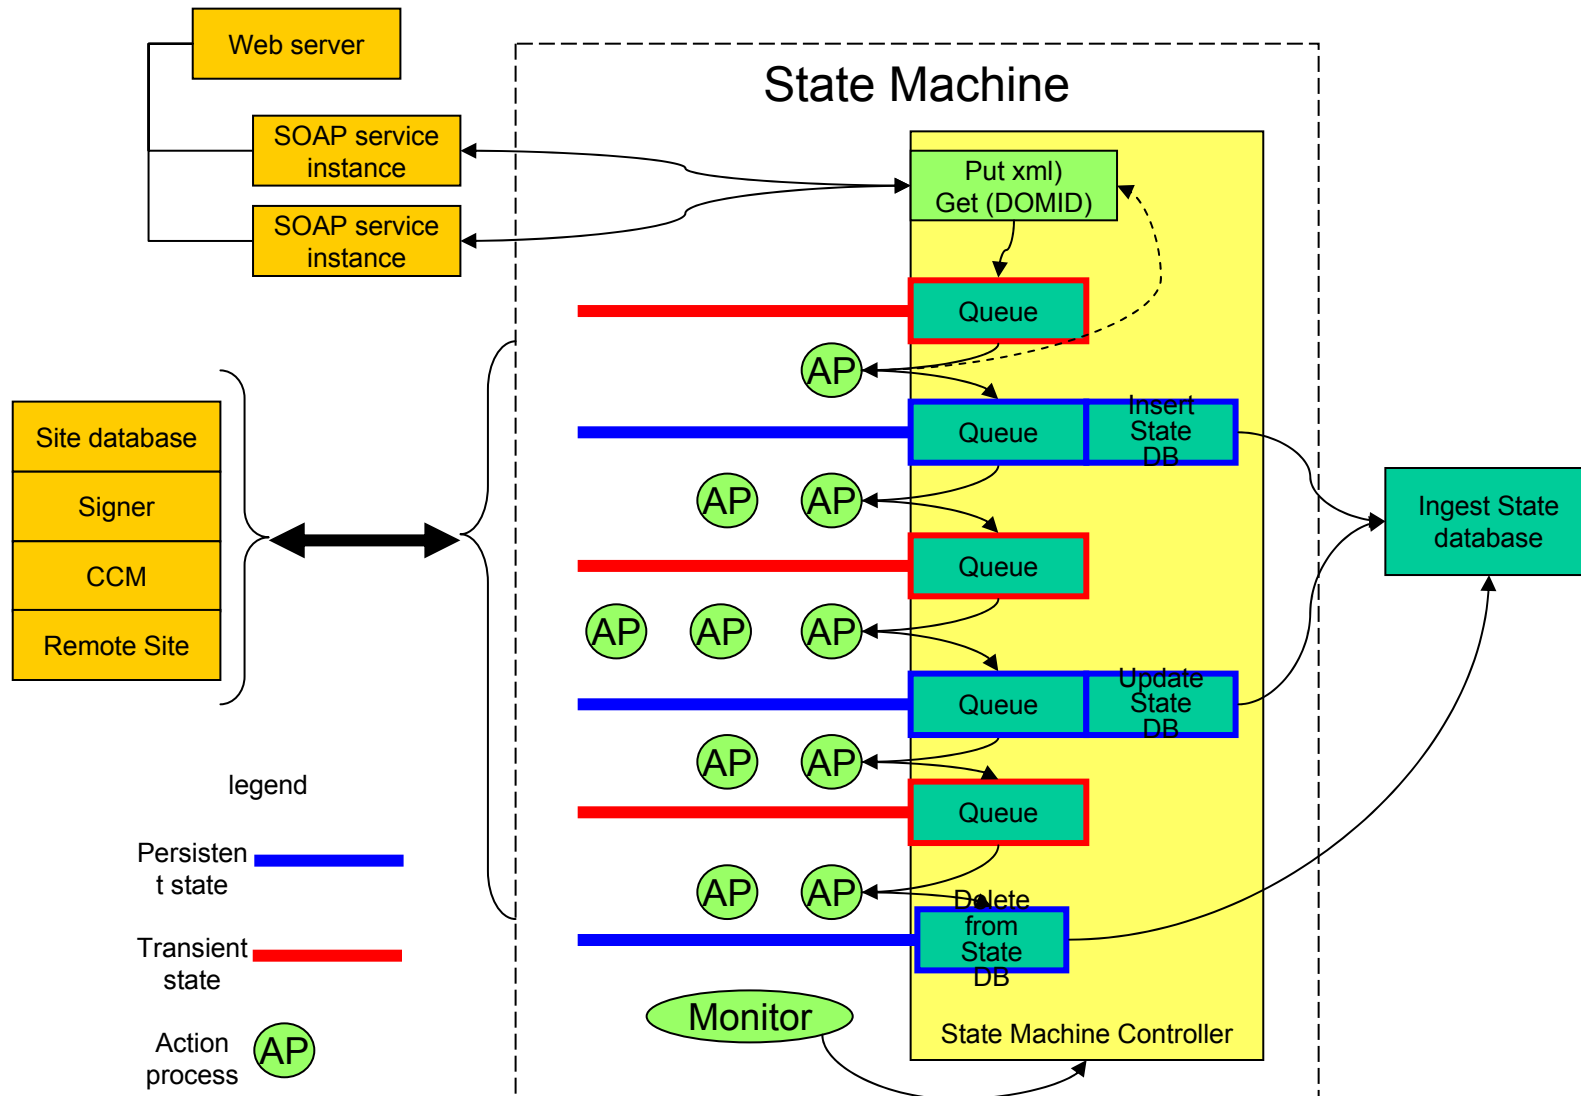 Web server
State Machine
SOAP service
instance
SOAP service
instance
Put xml)
Get (DOMID)
Queue
AP
Queue
Insert
State
DB
AP
AP
Queue
AP
AP
AP
Queue
Update
State
DB
AP
AP
Queue
AP
AP
Delete
from
State
DB
Monitor
State Machine Controller
Ingest State
database
Site database
Signer
CCM
Remote Site
legend
Persisten
t state
Transient
state
Action
process
AP